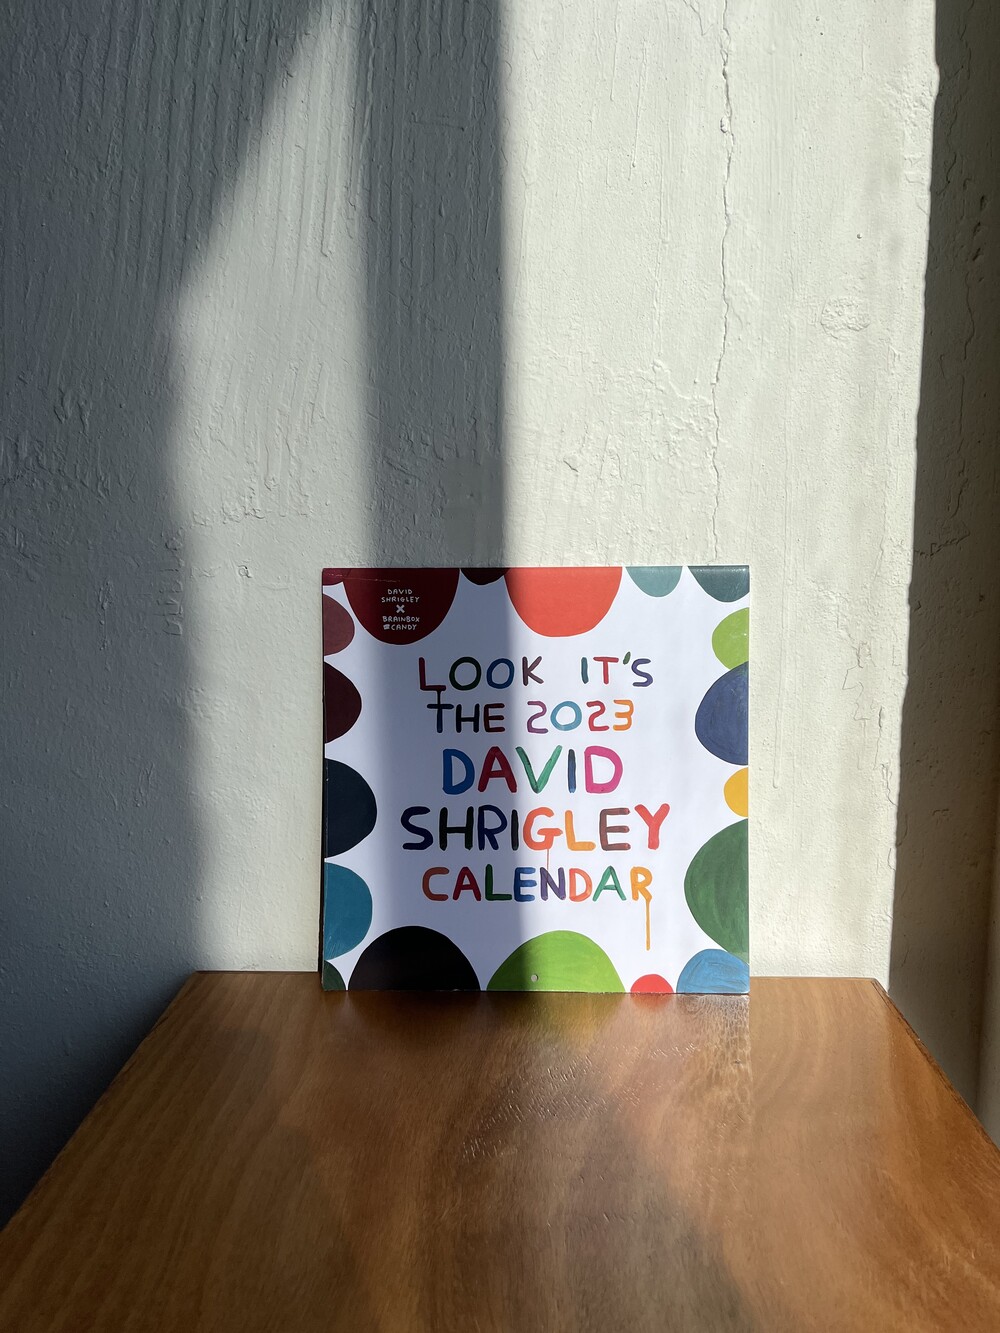 DAVID
SHRIGLEY
X
BRAINBOX
CANDY
LOOK IT'S
THE 2023
DAVID
SHRIGLEY
CALENDAR